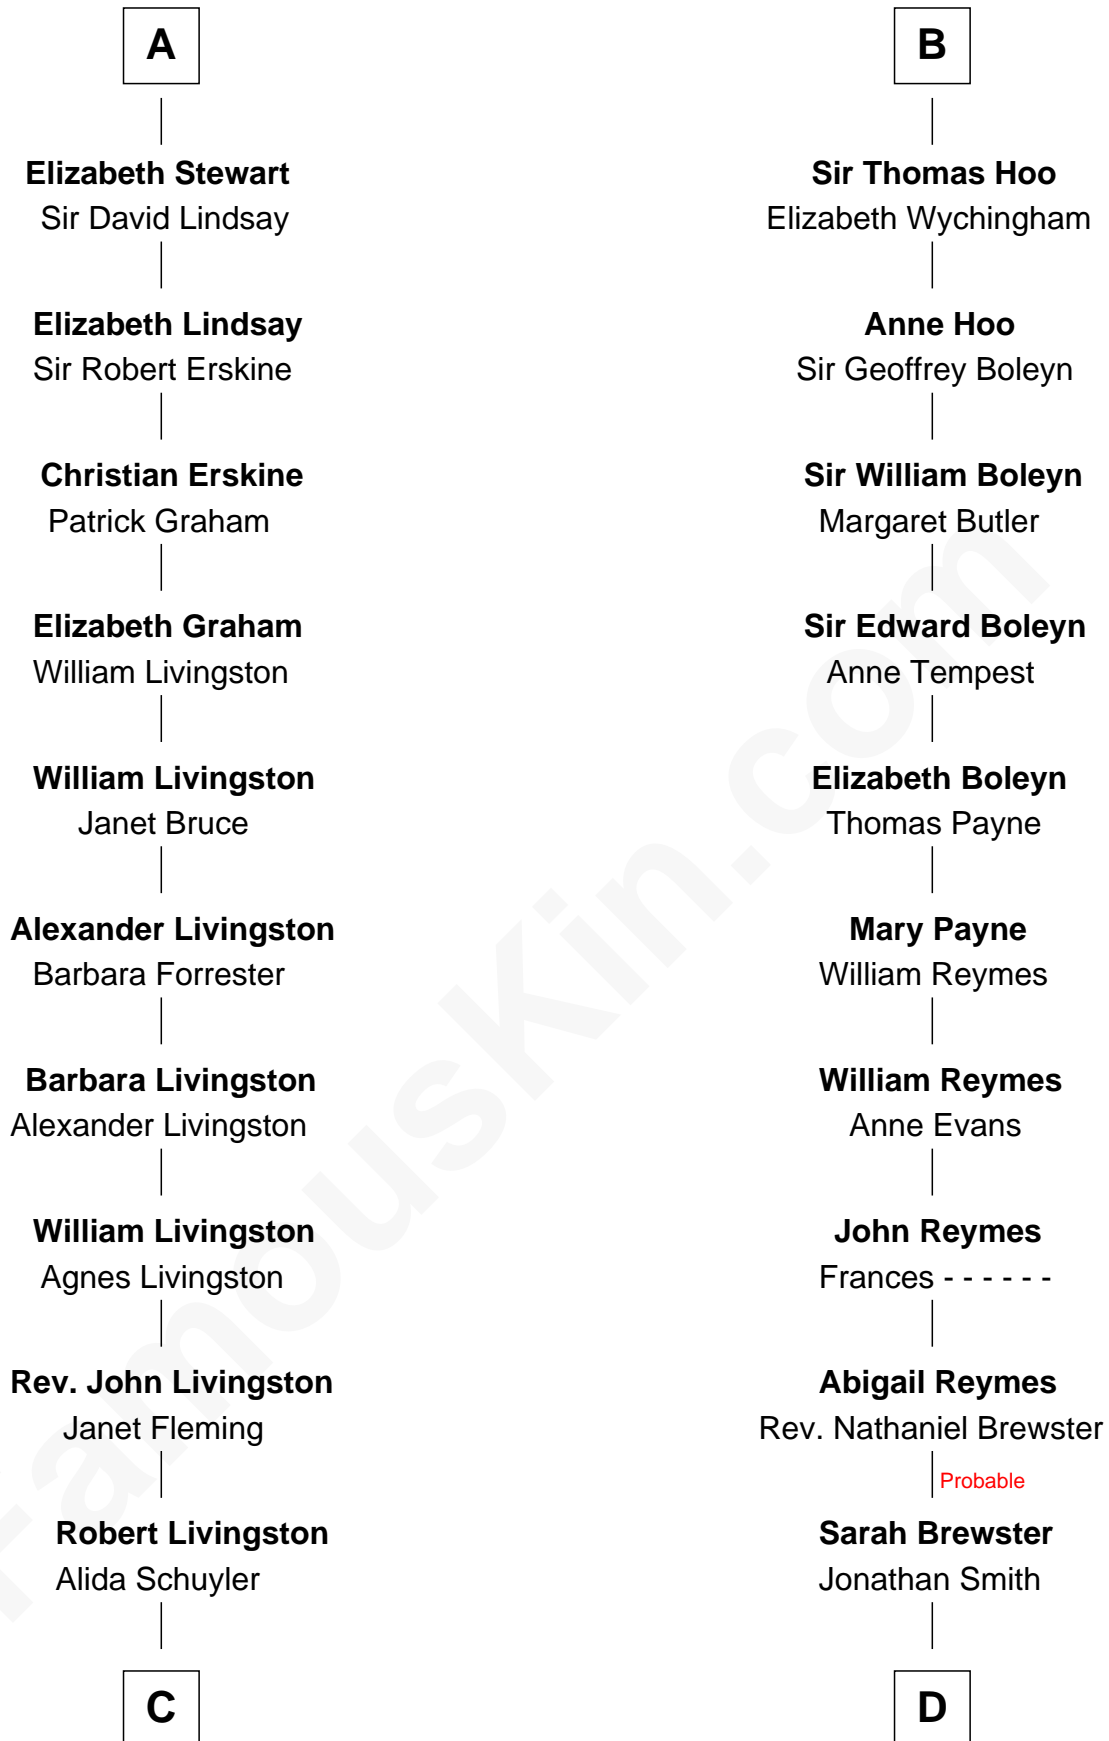 A
B
Elizabeth Stewart
Sir David Lindsay
Sir Thomas Hoo
Elizabeth Wychingham
Elizabeth Lindsay
Sir Robert Erskine
Anne Hoo
Sir Geoffrey Boleyn
Christian Erskine
Patrick Graham
Sir William Boleyn
Margaret Butler
Elizabeth Graham
William Livingston
Sir Edward Boleyn
Anne Tempest
William Livingston
Janet Bruce
Elizabeth Boleyn
Thomas Payne
Alexander Livingston
Barbara Forrester
Mary Payne
William Reymes
Barbara Livingston
Alexander Livingston
William Reymes
Anne Evans
William Livingston
Agnes Livingston
John Reymes
Frances - - - - - -
Rev. John Livingston
Janet Fleming
Abigail Reymes
Rev. Nathaniel Brewster
Probable
Robert Livingston
Alida Schuyler
Sarah Brewster
Jonathan Smith
C
D
FamousKin.com